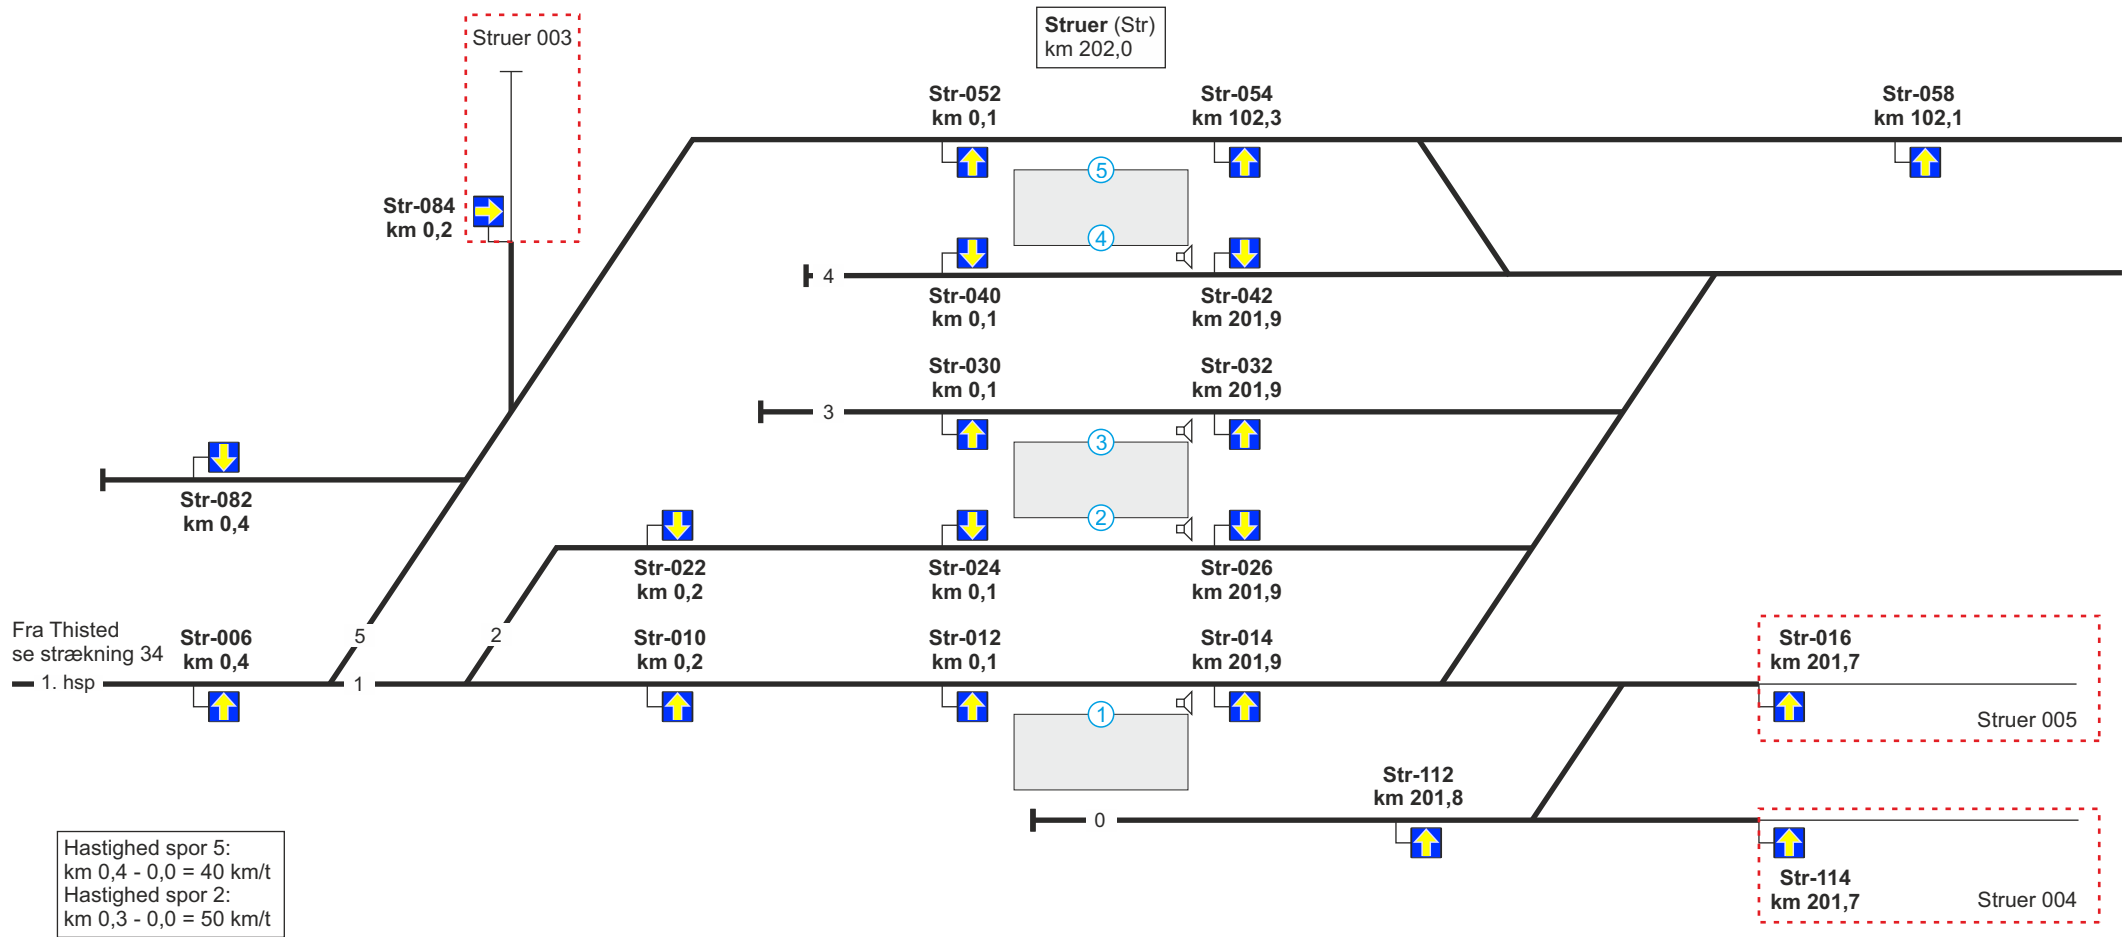 Struer 003
Struer (Str)
km 202,0
Str-052
km 0,1
Str-054
km 102,3
Str-058
km 102,1
5
Str-084
km 0,2
4
4
Str-040
km 0,1
Str-042
km 201,9
Str-030
km 0,1
Str-032
km 201,9
3
3
Str-082
km 0,4
2
Str-022
km 0,2
Str-024
km 0,1
Str-026
km 201,9
Fra Thisted
se strækning 34
Str-006
km 0,4
5
2
Str-010
km 0,2
Str-012
km 0,1
Str-014
km 201,9
Str-016
km 201,7
1. hsp
1
1
Struer 005
Str-112
km 201,8
0
Hastighed spor 5:
km 0,4 - 0,0 = 40 km/t
Hastighed spor 2:
km 0,3 - 0,0 = 50 km/t
Str-114
km 201,7
Struer 004